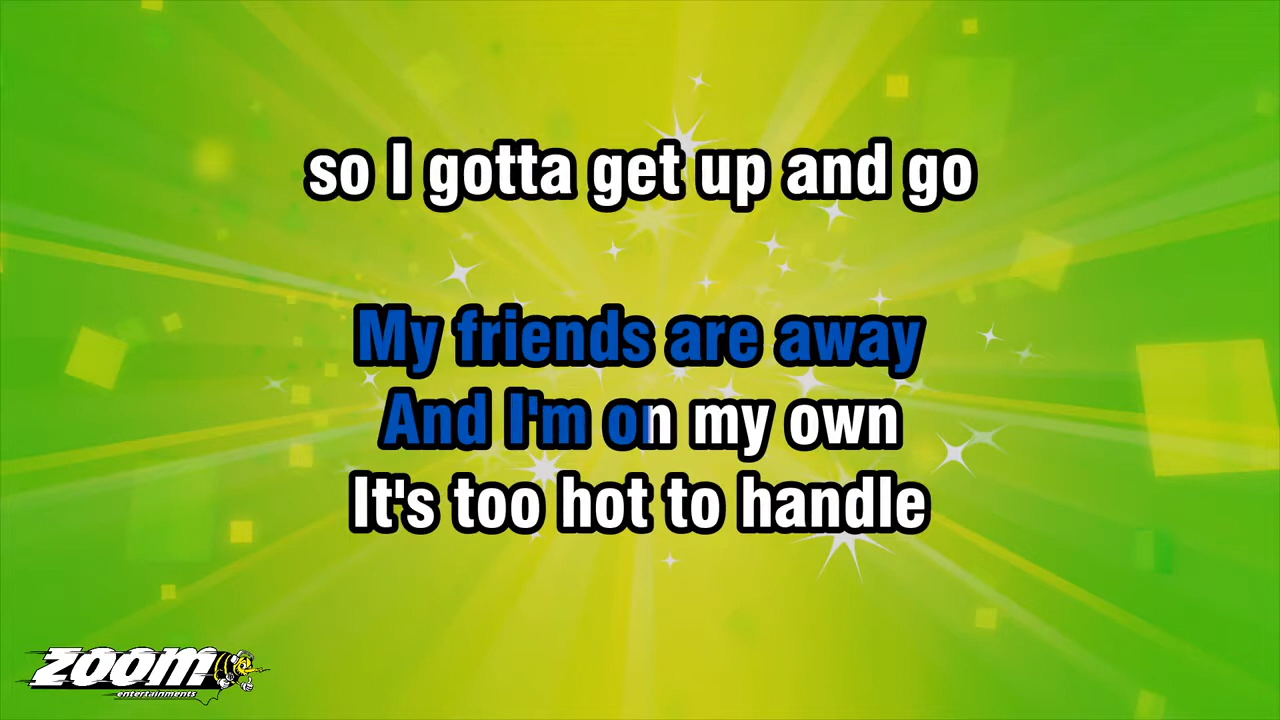 so I gotta get up and go
My friends are away
And I'm on my own
It's too hot to handle
zoom
entertainments